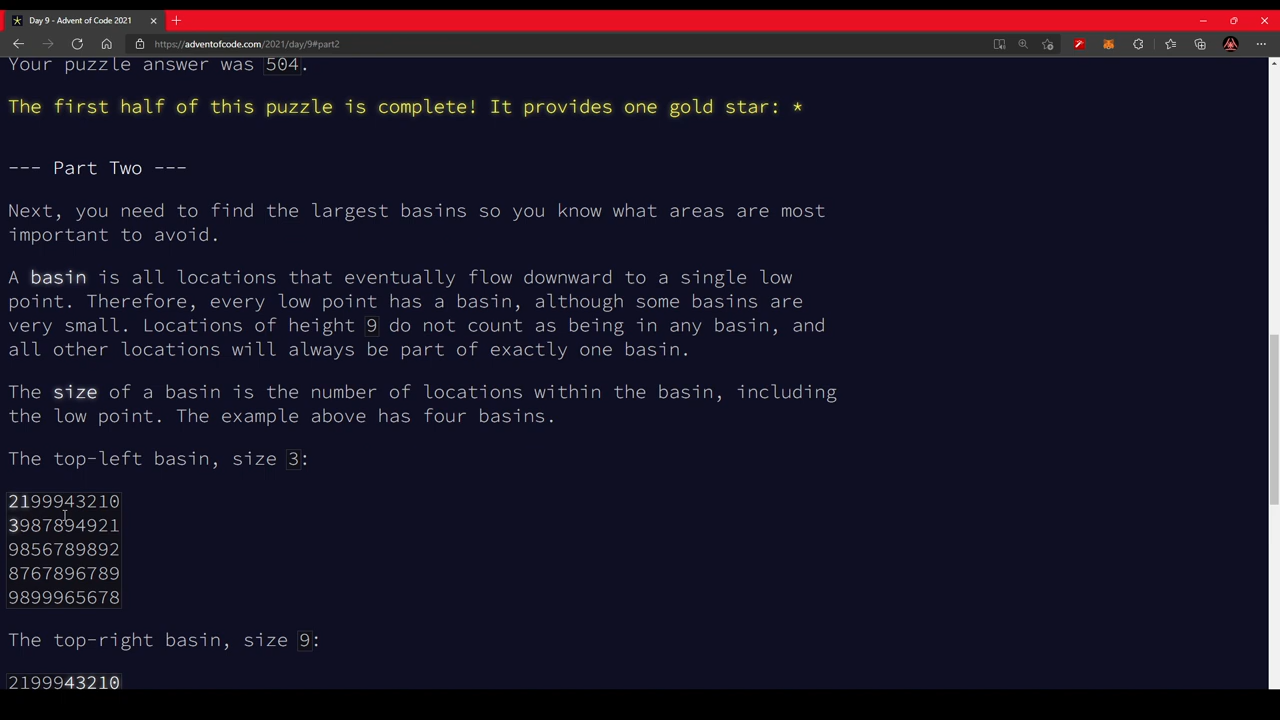 Day 9 - Advent of Code 2021
https://adventofcode.com/2021/day/9#part2
Your puzzle answer was 504.
The first half of this puzzle is complete! It provides one gold star: *
--- Part Two ---
Next, you need to find the largest basins so you know what areas are most
important to avoid.
A basin is all locations that eventually flow downward to a single low
point. Therefore, every low point has a basin, although some basins are
very small. Locations of height 9 do not count as being in any basin, and
all other locations will always be part of exactly one basin.
The size of a basin is the number of locations within the basin, including
the low point. The example above has four basins.
The top-left basin, size 3:
2199943210
3987894921
9856789892
8767896789
9899965678
The top-right basin, size 9:
2199943210